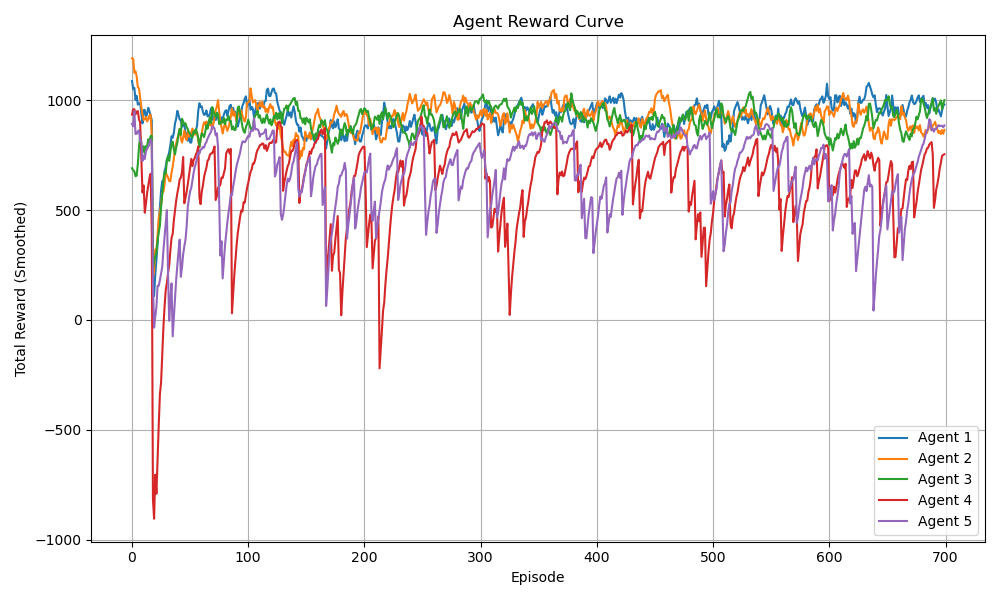 Agent Reward Curve
Total Reward (Smoothed)
1000
500
0
−500
−1000
0 100 200 300 400 500 600 700
Episode
Agent 1
Agent 2
Agent 3
Agent 4
Agent 5